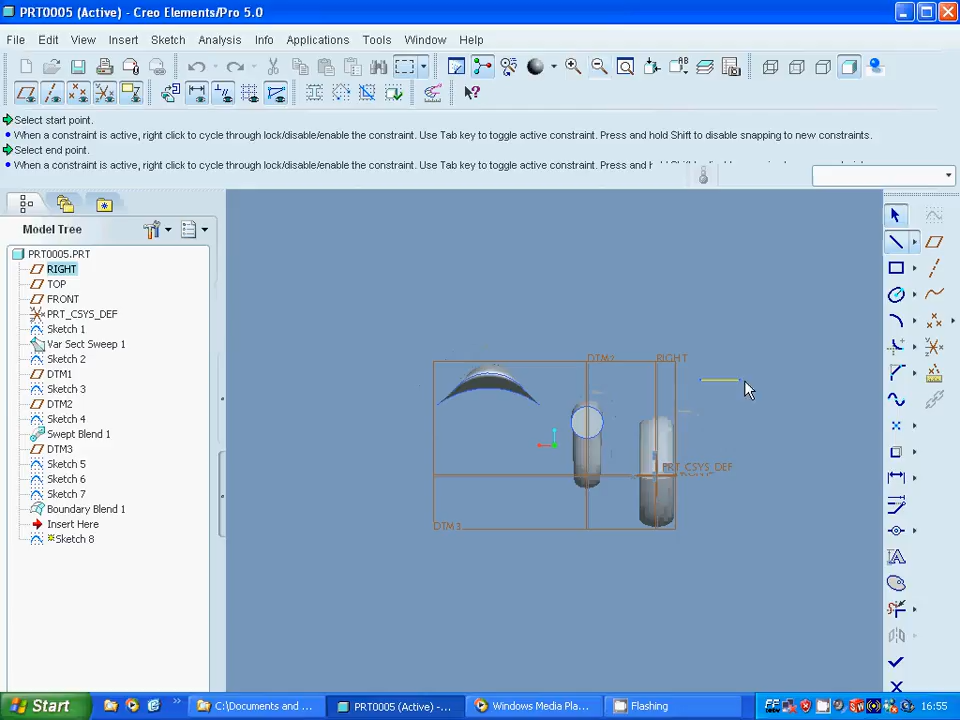 PRT0005 (Active) - Creo Elements/Pro 5.0
File Edit View Insert Sketch Analysis Info Applications Tools Window Help
Select start point.
When a constraint is active, right click to cycle through lock/disable/enable the constraint. Use Tab key to toggle active constraint. Press and hold Shift to disable snapping to new constraints.
Select end point.
When a constraint is active, right click to cycle through lock/disable/enable the constraint. Use Tab key to toggle active constraint. Press and
Model Tree
PRT0005.PRT
RIGHT
TOP
FRONT
PRT_CSYS_DEF
Sketch 1
Var Sect Sweep 1
Sketch 2
DTM1
Sketch 3
DTM2
Sketch 4
Swept Blend 1
DTM3
Sketch 5
Sketch 6
Sketch 7
Boundary Blend 1
Insert Here
Sketch 8
DTM2 RIGHT
PRT_CSYS_DEF
DTM3
Start C:\Documents and ... PRT0005 (Active) -... Windows Media Pla... Flashing 16:55